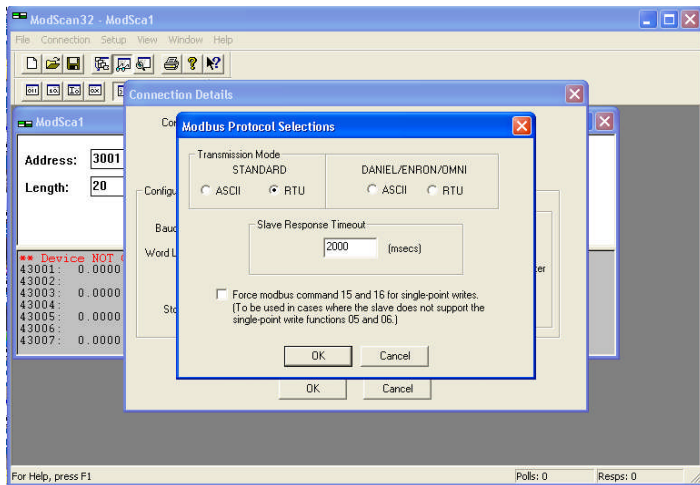 ModScan32 - ModSca1
File Connection Setup View Window Help
Connection Details
ModSca1
Address: 3001
Length: 20
** Device NOT
43001: 0.0000
43002:
43003: 0.0000
43004:
43005: 0.0000
43006:
43007: 0.0000
Modbus Protocol Selections
Transmission Mode
STANDARD DANIEL/ENRON/OMNI
ASCII RTU ASCII RTU
Slave Response Timeout
2000 (msecs)
Force modbus command 15 and 16 for single-point writes.
(To be used in cases where the slave does not support the
single-point write functions 05 and 06.)
OK Cancel
OK Cancel
For Help, press F1 Polls: 0 Resps: 0